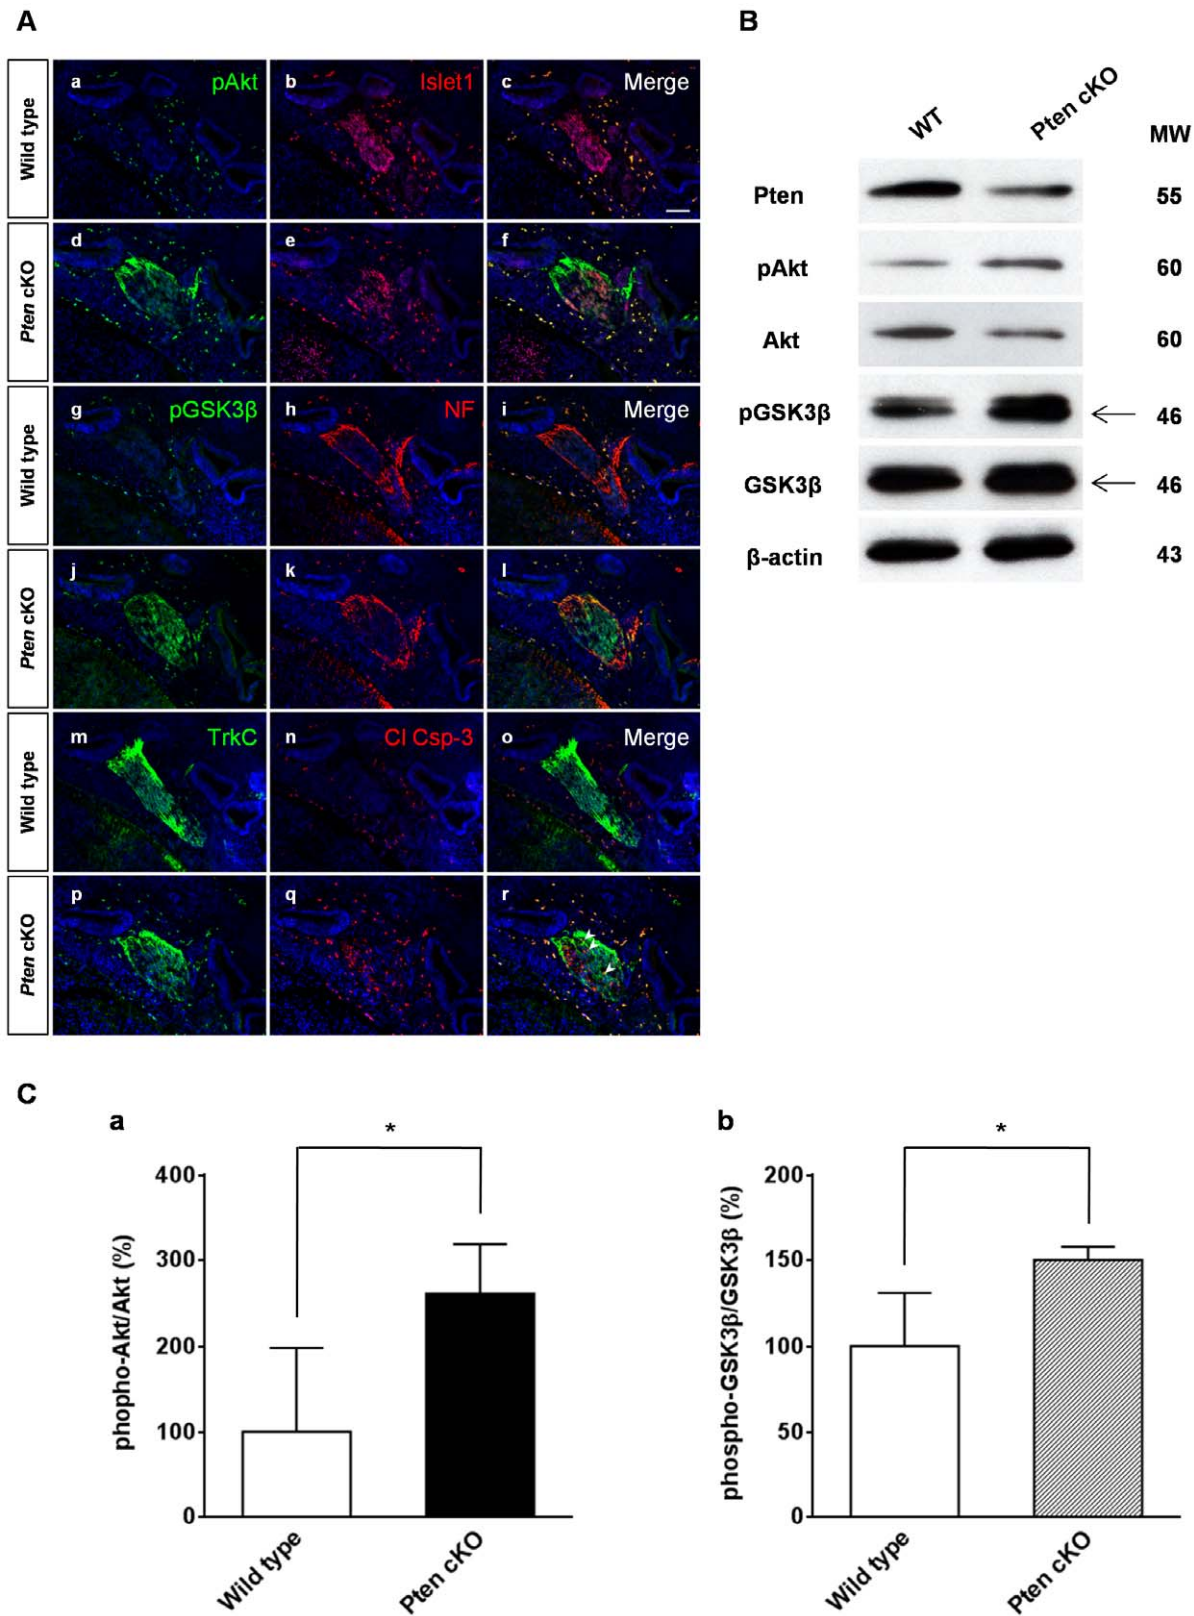 A
B
Wild type
a
pAkt
b
Islet1
c
Merge
Pten cKO
d
e
f
Wild type
g
pGSK3β
h
NF
i
Merge
Pten cKO
j
k
l
Wild type
m
TrkC
n
Cl Csp-3
o
Merge
Pten cKO
p
q
r
WT
Pten cKO
MW
Pten
55
pAkt
60
Akt
60
pGSK3β
46
GSK3β
46
β-actin
43
C
a
*
phopho-Akt/Akt (%)
400
300
200
100
0
Wild type
Pten cKO
b
*
phospho-GSK3β/GSK3β (%)
200
150
100
50
0
Wild type
Pten cKO